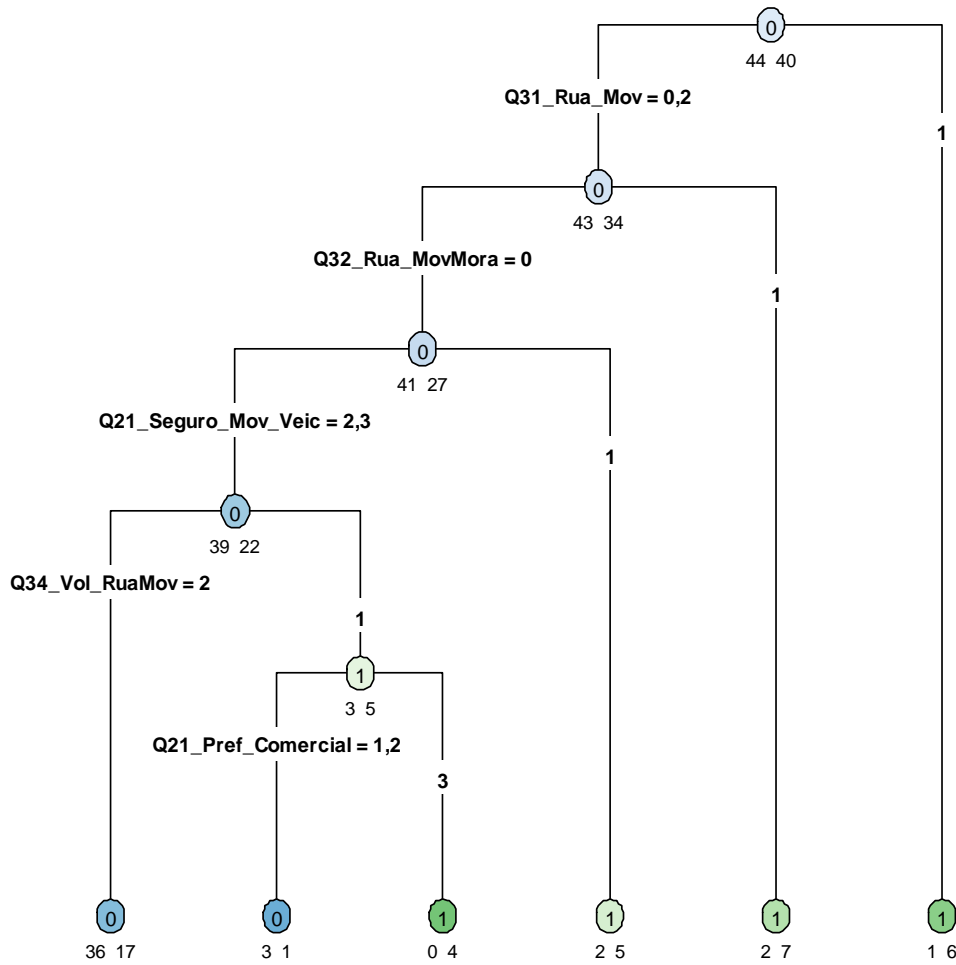 0
44 40
Q31_Rua_Mov = 0,2
1
0
43 34
Q32_Rua_MovMora = 0
1
0
41 27
Q21_Seguro_Mov_Veic = 2,3
1
0
39 22
Q34_Vol_RuaMov = 2
1
1
3 5
Q21_Pref_Comercial = 1,2
3
0 0 1 1 1 1
36 17 3 1 0 4 2 5 2 7 1 6